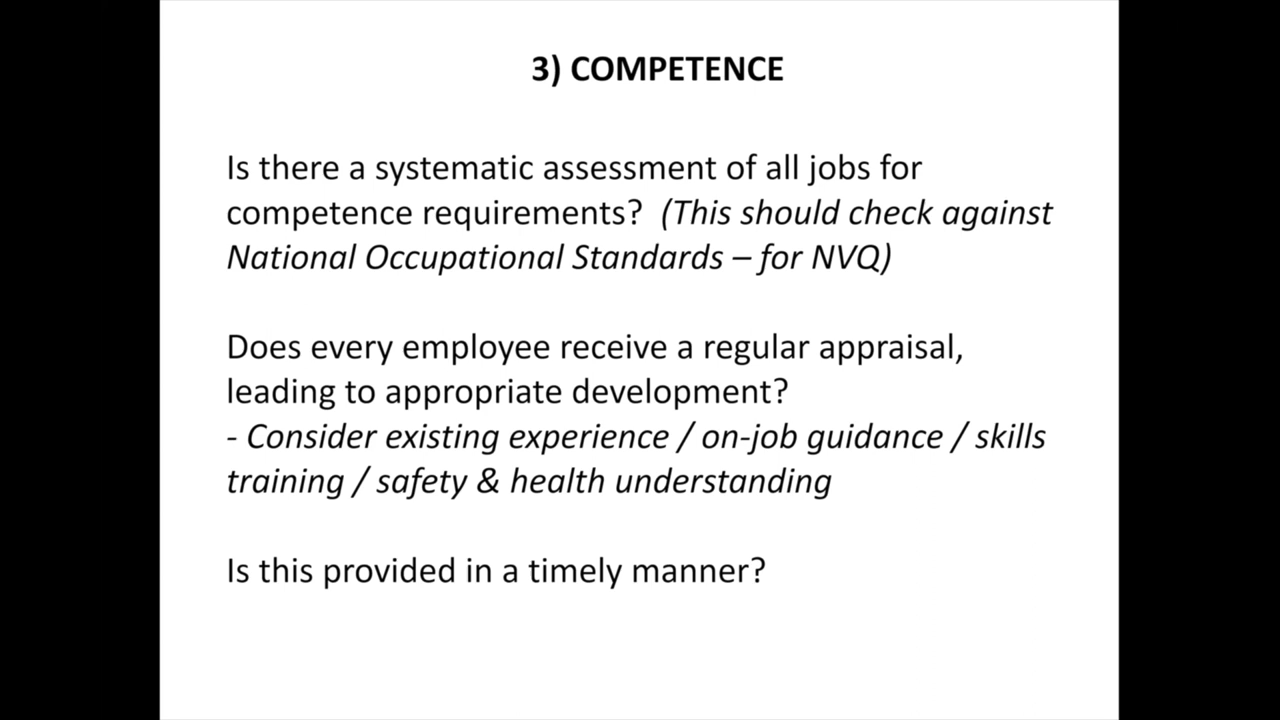 3) COMPETENCE
Is there a systematic assessment of all jobs for
competence requirements?  (This should check against
National Occupational Standards – for NVQ)
Does every employee receive a regular appraisal,
leading to appropriate development?
- Consider existing experience / on-job guidance / skills
training / safety & health understanding
Is this provided in a timely manner?